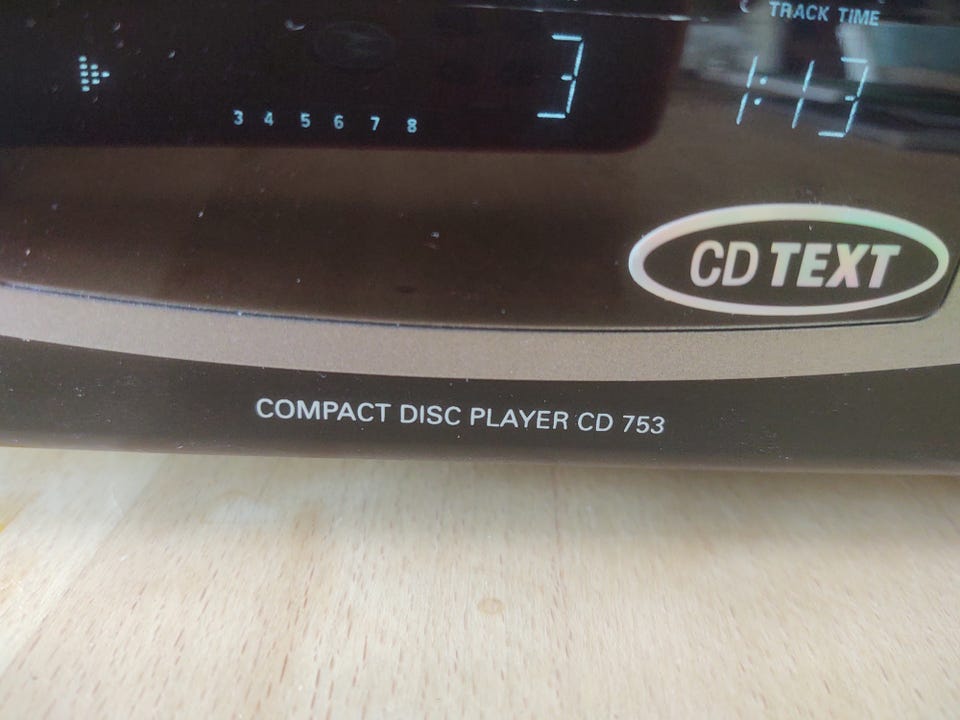 TRACK TIME
3
1:13
3 4 5 6 7 8
CD TEXT
COMPACT DISC PLAYER CD 753